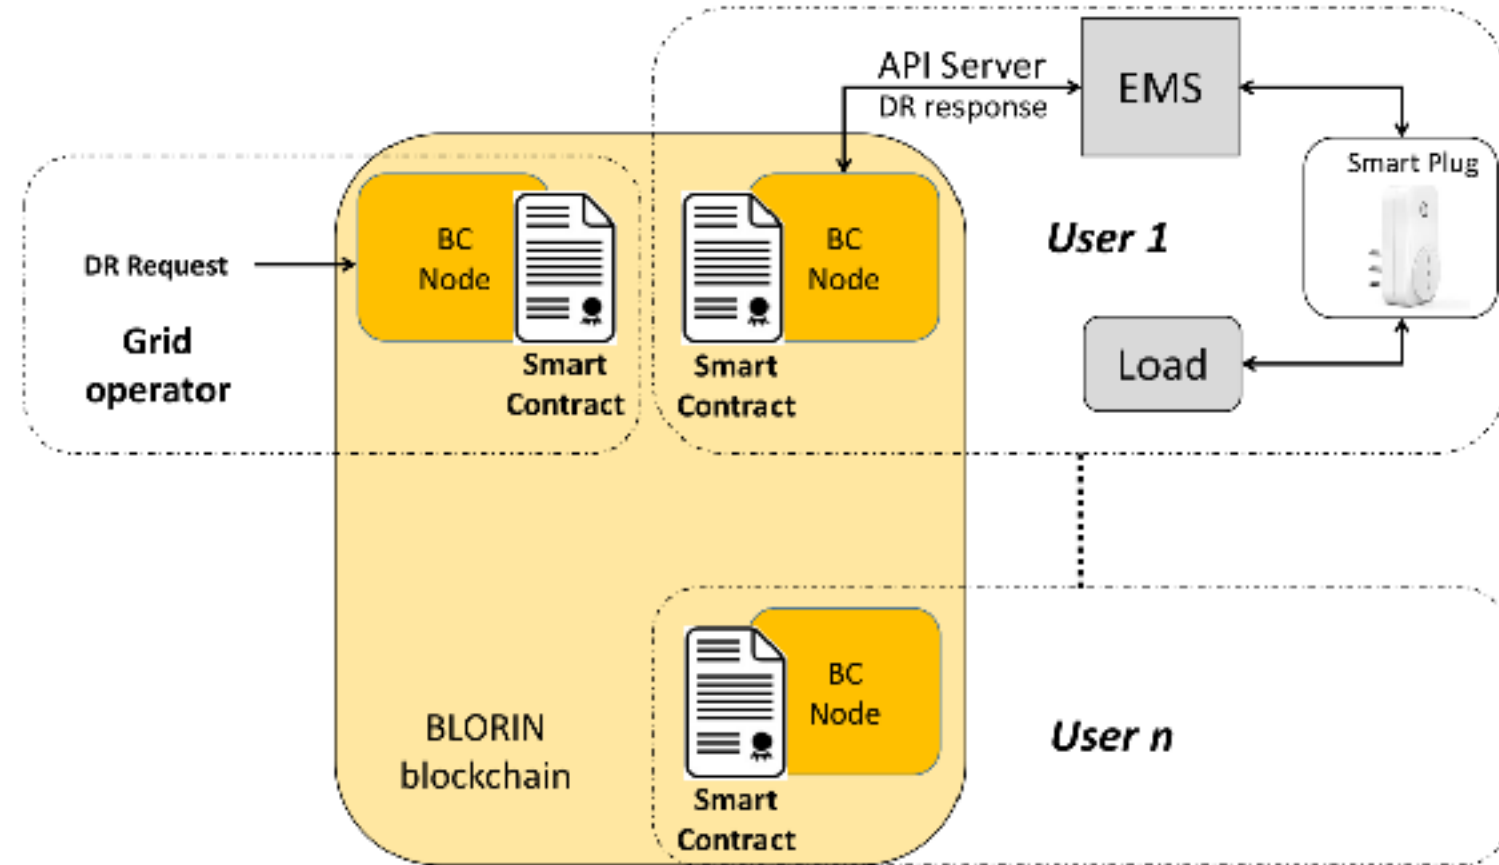 API Server
DR response
EMS
Smart Plug
DR Request
BC
Node
BC
Node
User 1
Grid
operator
Smart
Contract
Smart
Contract
Load
BC
Node
BLORIN
blockchain
User n
Smart
Contract